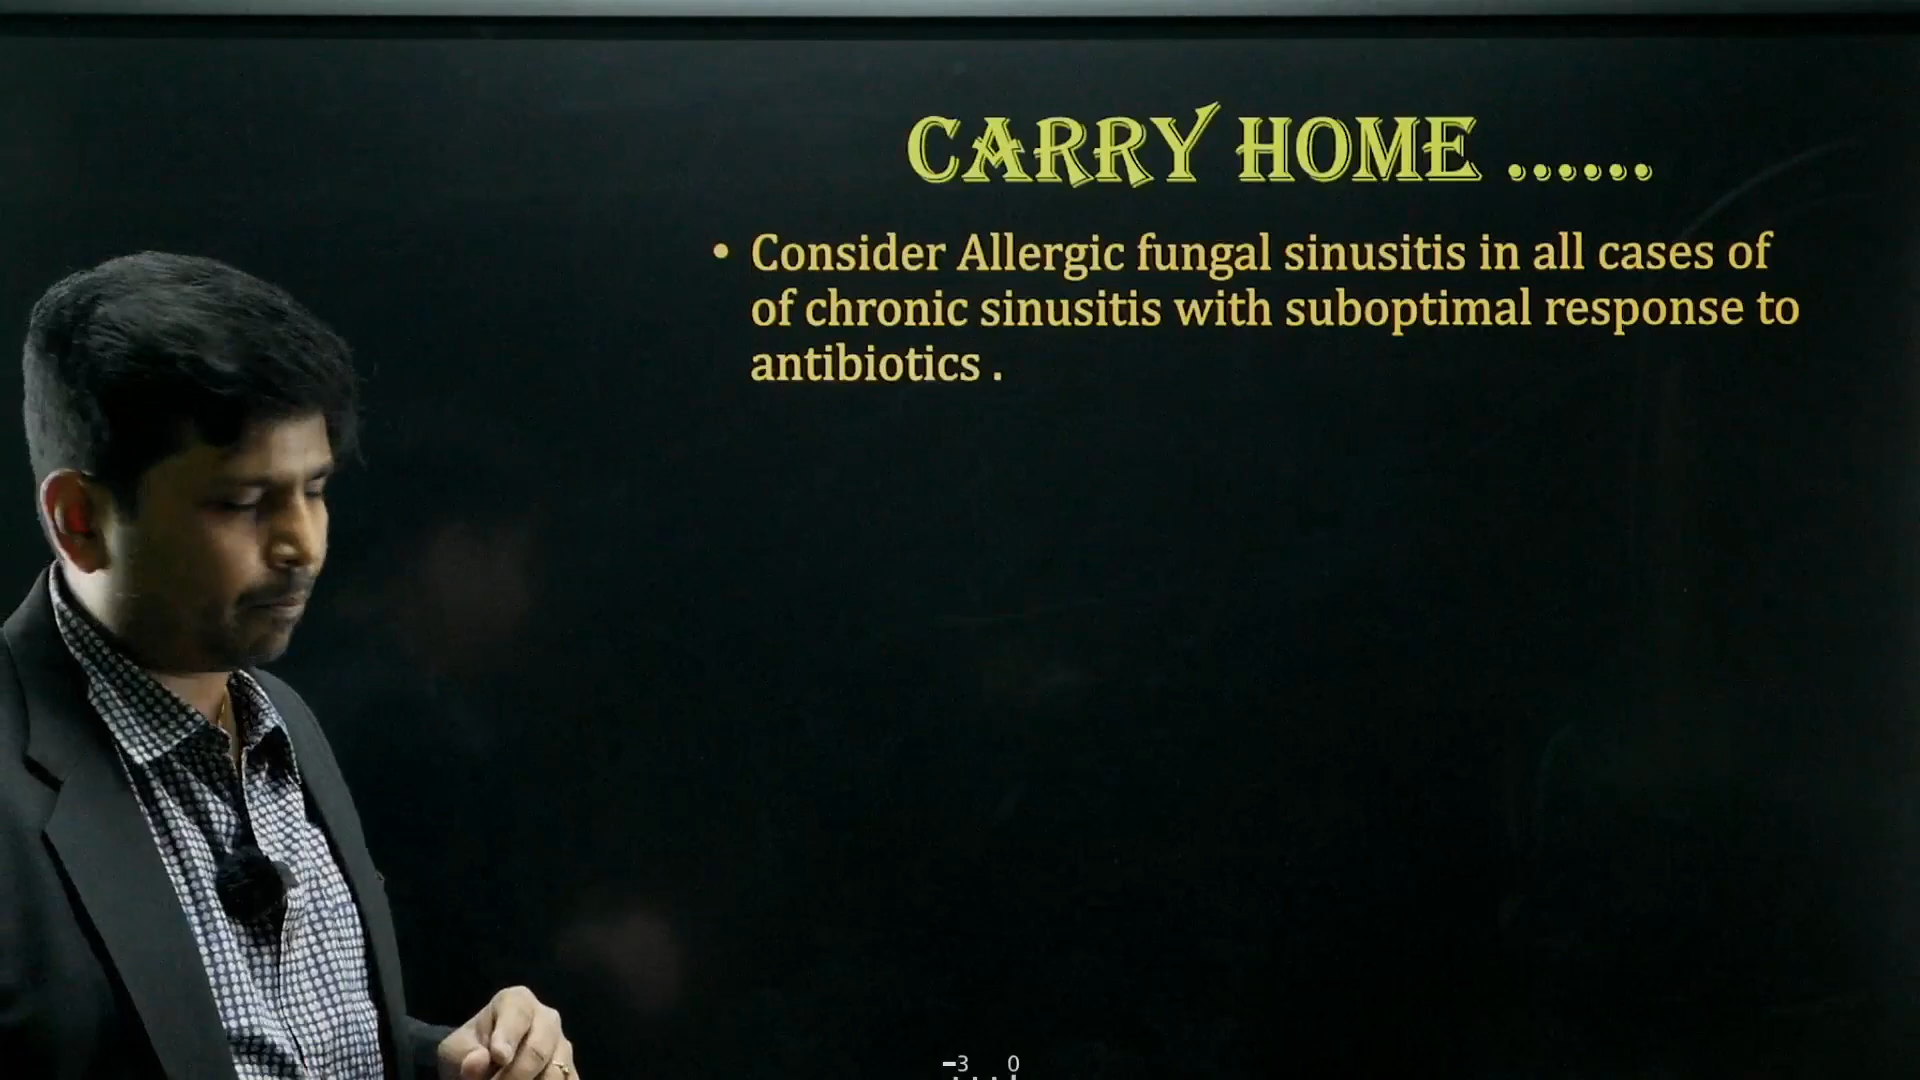 CARRY HOME ......
• Consider Allergic fungal sinusitis in all cases of
of chronic sinusitis with suboptimal response to
antibiotics .
-3 0